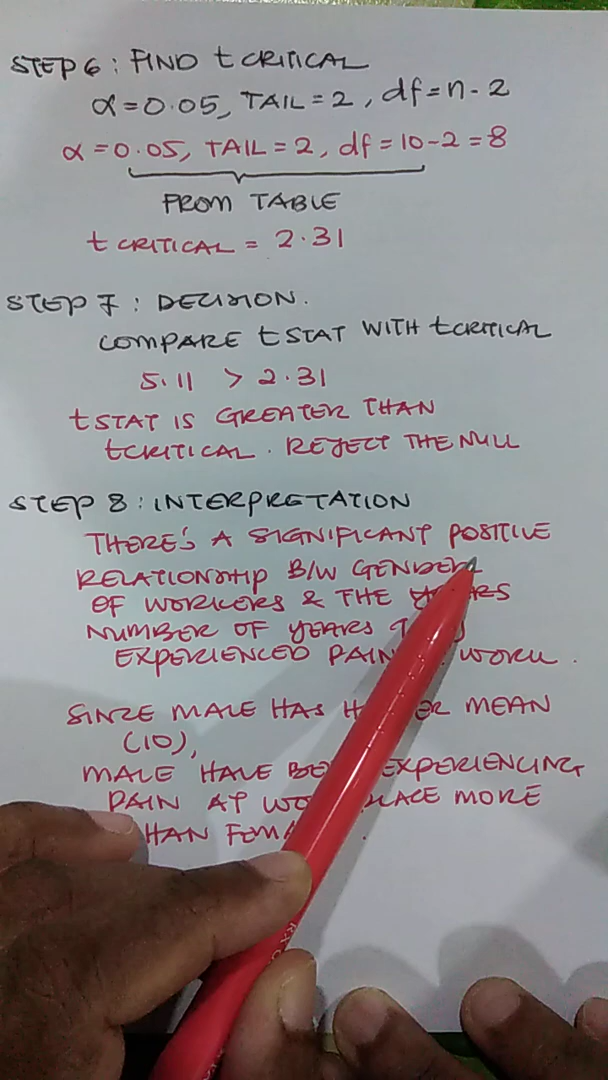 STEP 6 : FIND t CRITICAL
α = 0.05, TAIL = 2, df = n - 2
α = 0.05, TAIL = 2, df = 10 - 2 = 8
FROM TABLE
t CRITICAL = 2.31
STEP 7 : DECISION.
COMPARE t STAT WITH t CRITICAL
5.11 > 2.31
t STAT IS GREATER THAN
t CRITICAL. REJECT THE NULL
STEP 8 : INTERPRETATION
THERE'S A SIGNIFICANT POSITIVE
RELATIONSHIP B/W GENDER
OF WORKERS & THE
NUMBER OF YEARS
EXPERIENCED PAIN WORK.
SINCE MALE HAS MEAN
(10),
MALE HAVE EXPERIENCING
PAIN AT MORE